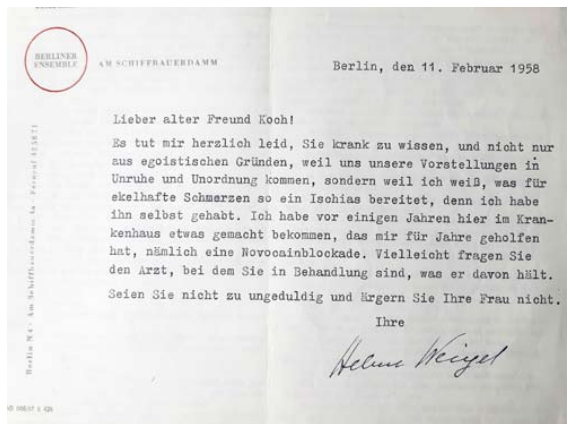 BERLINER
ENSEMBLE
AM SCHIFFBAUERDAMM
Berlin, den 11. Februar 1958
Lieber alter Freund Koch!
Es tut mir herzlich leid, Sie krank zu wissen, und nicht nur
aus egoistischen Gründen, weil uns unsere Vorstellungen in
Unruhe und Unordnung kommen, sondern weil ich weiß, was für
ekelhafte Schmerzen so ein Ischias bereitet, denn ich habe
ihn selbst gehabt. Ich habe vor einigen Jahren hier im Kran-
kenhaus etwas gemacht bekommen, das mir für Jahre geholfen
hat, nämlich eine Novocainblockade. Vielleicht fragen Sie
den Arzt, bei dem Sie in Behandlung sind, was er davon hält.
Seien Sie nicht zu ungeduldig und ärgern Sie Ihre Frau nicht.
Ihre
Helene Weigel
Berlin N 4 · Am Schiffbauerdamm 4a · Fernruf